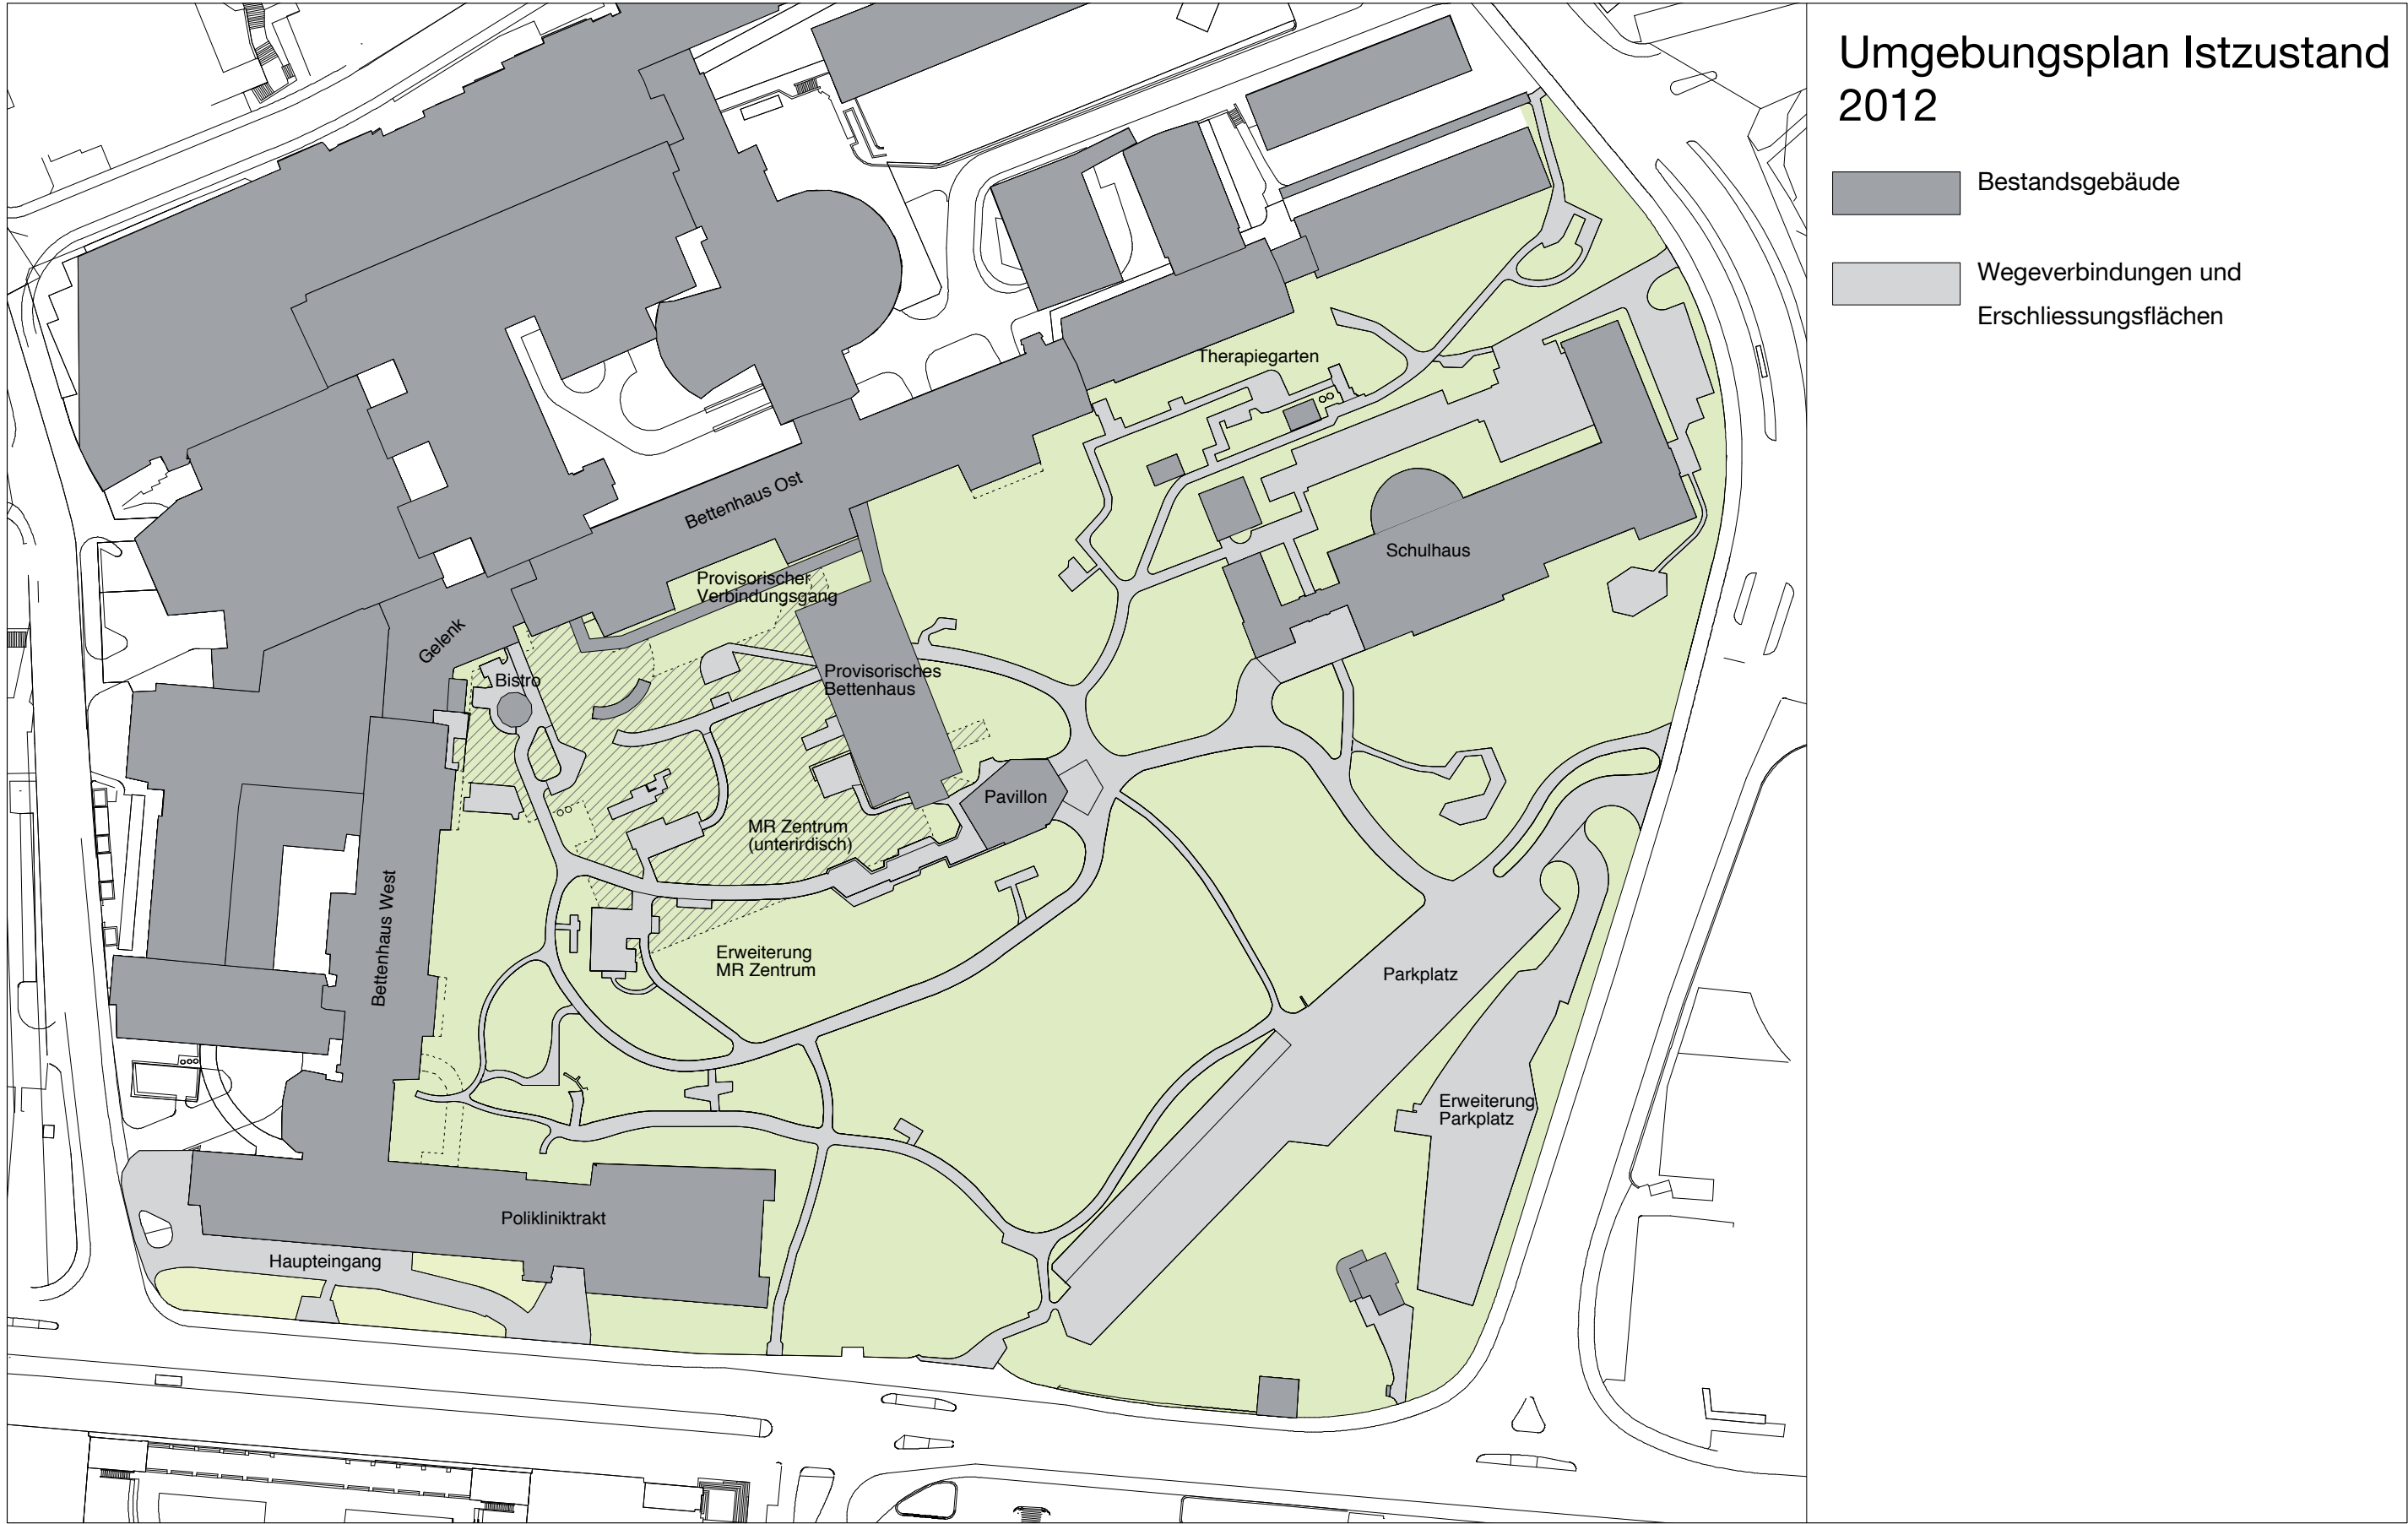 Umgebungsplan Istzustand
2012
Bestandsgebäude
Wegeverbindungen und
Erschliessungsflächen
Therapiegarten
Bettenhaus Ost
Schulhaus
Provisorischer
Verbindungsgang
Gelenk
Bistro
Provisorisches
Bettenhaus
Pavillon
MR Zentrum
(unterirdisch)
Bettenhaus West
Erweiterung
MR Zentrum
Parkplatz
Erweiterung
Parkplatz
Polikliniktrakt
Haupteingang